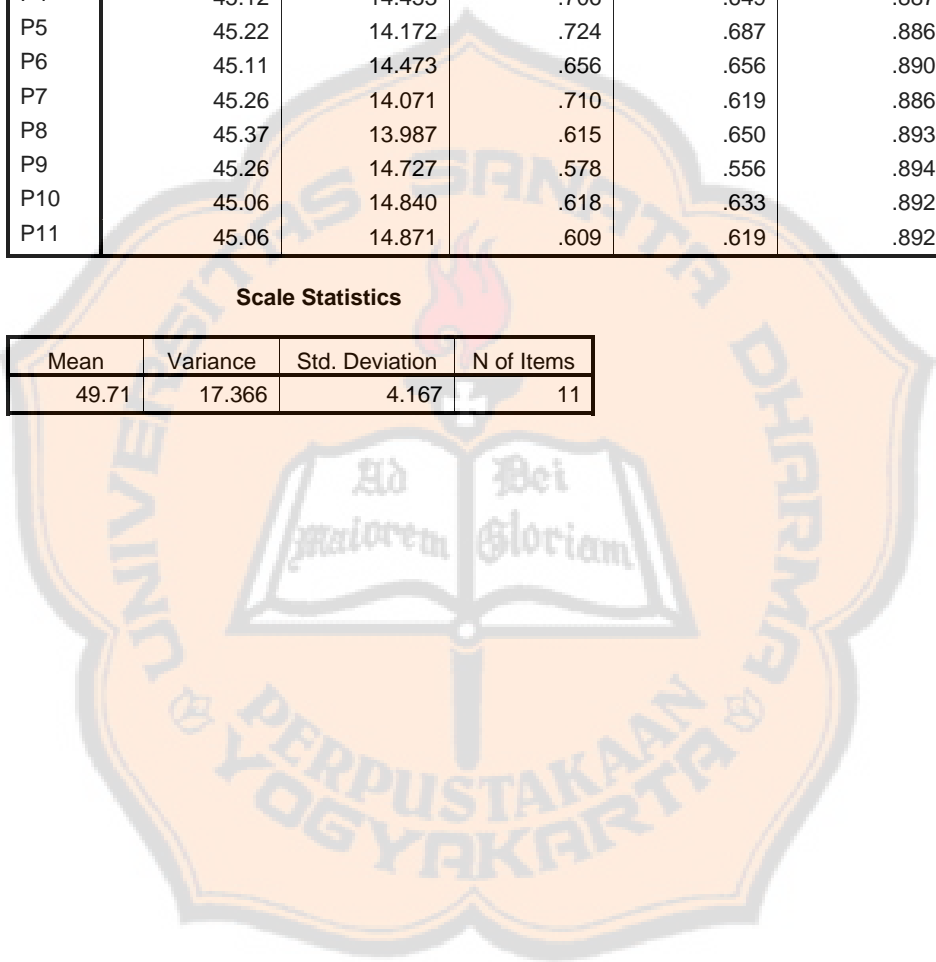 P5 45.22 14.172 .724 .687 .886
P6 45.11 14.473 .656 .656 .890
P7 45.26 14.071 .710 .619 .886
P8 45.37 13.987 .615 .650 .893
P9 45.26 14.727 .578 .556 .894
P10 45.06 14.840 .618 .633 .892
P11 45.06 14.871 .609 .619 .892
Scale Statistics
Mean Variance Std. Deviation N of Items
49.71 17.366 4.167 11
UNIVERSITAS SANATA DHARMA
Ad Dei
Maiorem Gloriam
PERPUSTAKAAN
YOGYAKARTA